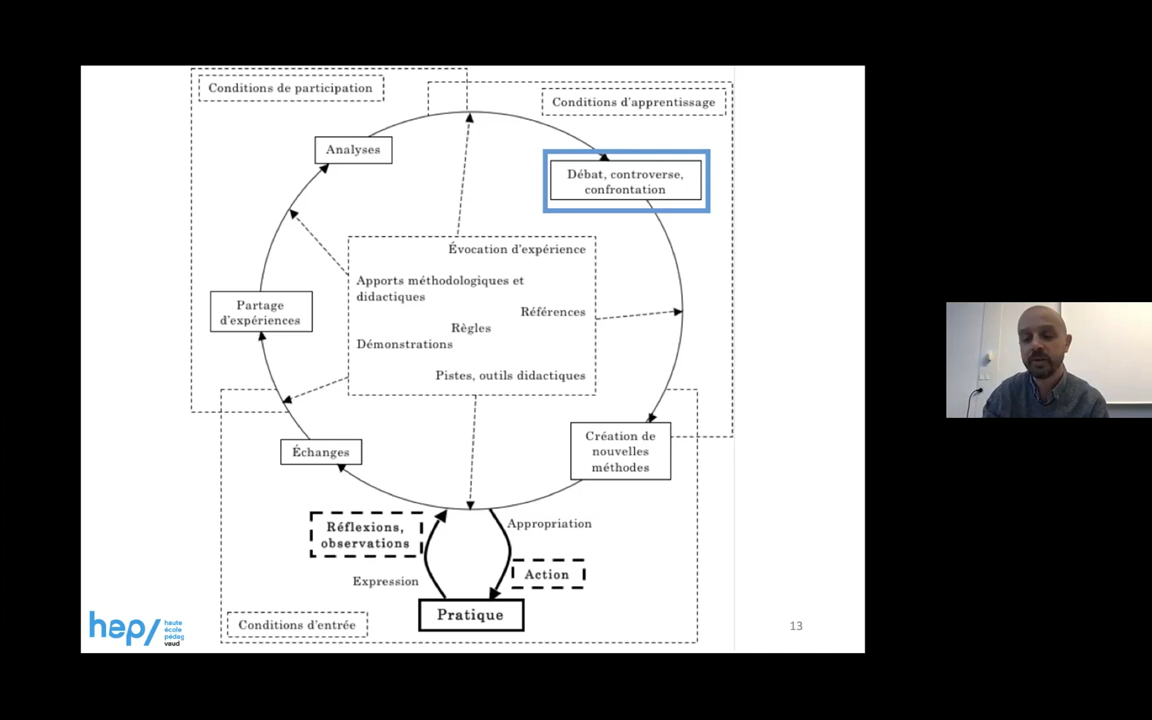 Conditions de participation
Conditions d'apprentissage
Analyses
Débat, controverse,
confrontation
Évocation d'expérience
Apports méthodologiques et
didactiques
Références
Règles
Démonstrations
Pistes, outils didactiques
Partage
d'expériences
Échanges
Création de
nouvelles
méthodes
Réflexions,
observations
Appropriation
Action
Expression
Pratique
Conditions d'entrée
hep/
haute
école
pédag
vaud
13